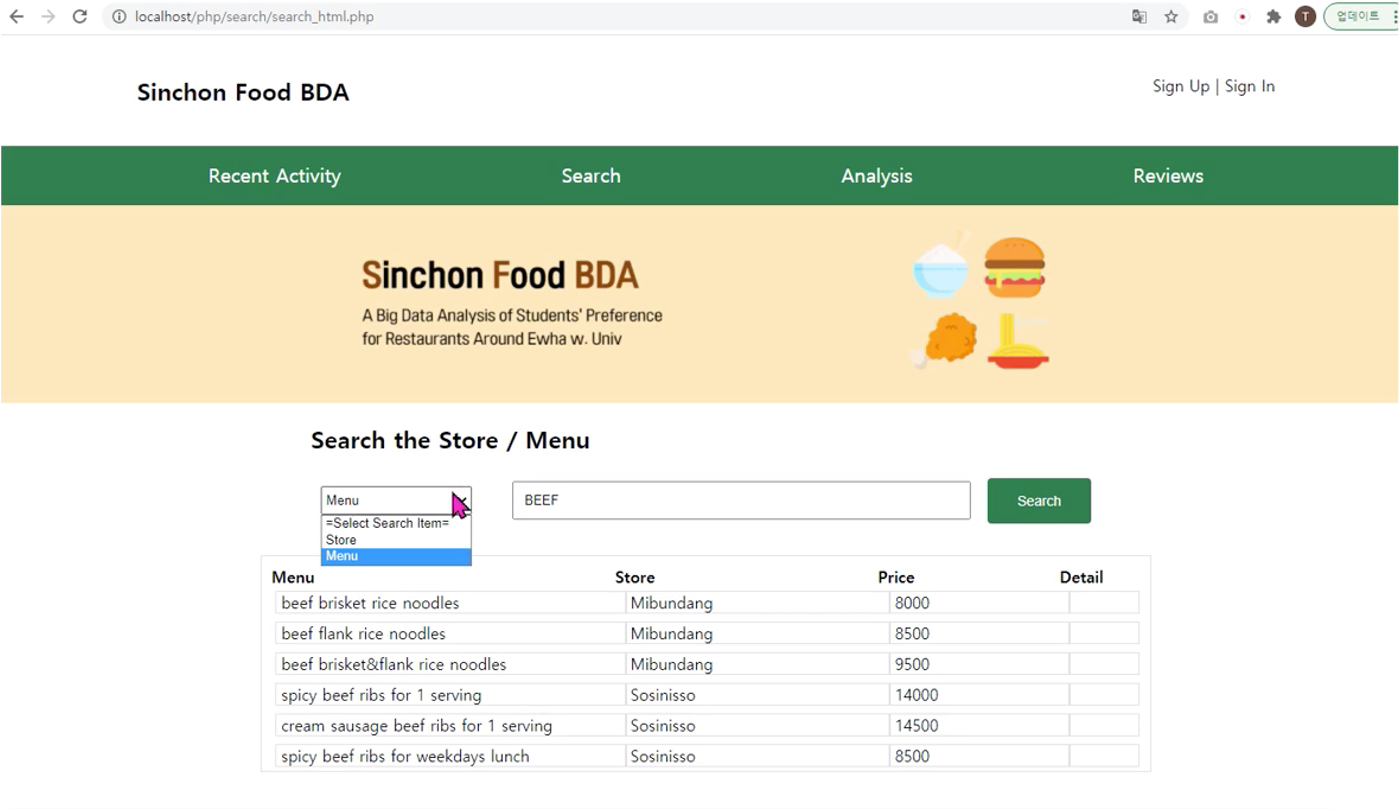 localhost/php/search/search_html.php
T
업데이트
Sinchon Food BDA
Sign Up | Sign In
Recent Activity Search Analysis Reviews
Sinchon Food BDA
A Big Data Analysis of Students' Preference
for Restaurants Around Ewha w. Univ
Search the Store / Menu
Menu BEEF Search
=Select Search Item=
Store
Menu
Menu Store Price Detail
beef brisket rice noodles Mibundang 8000
beef flank rice noodles Mibundang 8500
beef brisket&flank rice noodles Mibundang 9500
spicy beef ribs for 1 serving Sosinisso 14000
cream sausage beef ribs for 1 serving Sosinisso 14500
spicy beef ribs for weekdays lunch Sosinisso 8500